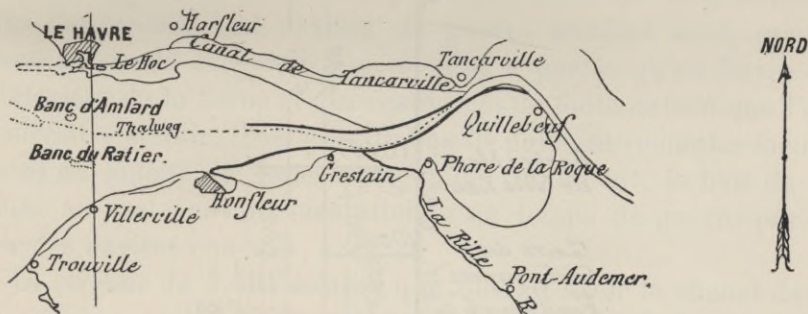 Harfleur
LE HAVRE
NORD
Le Hoc
Canal de Tancarville
Tancarville
Banc d'Amfard
Thalweg
Quillebeuf
Banc du Ratier.
Grestain
Phare de la Roque
Honfleur
Villerville
La Rille R
Trouville
Pont-Audemer.